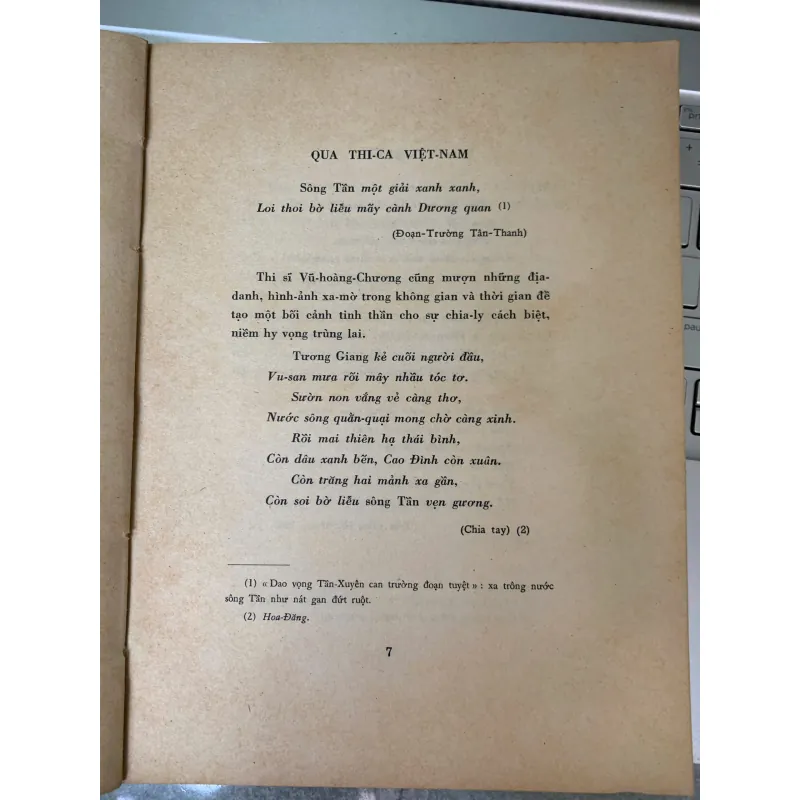 QUA THI-CA VIỆT-NAM
Sông Tần một giải xanh xanh,
Loi thoi bờ liễu mấy cành Dương quan (1)
(Đoạn-Trường Tân-Thanh)
Thi sĩ Vũ-hoàng-Chương cũng mượn những địa-
danh, hình-ảnh xa-mờ trong không gian và thời gian để
tạo một bối cảnh tinh thần cho sự chia-ly cách biệt,
niềm hy vọng trùng lai.
Tương Giang kẻ cuối người đầu,
Vu-san mưa rồi mây nhầu tóc tơ.
Sườn non vắng vẻ càng thơ,
Nước sông quằn-quại mong chờ càng xinh.
Rồi mai thiên hạ thái bình,
Còn dâu xanh bến, Cao Đình còn xuân.
Còn trăng hai mảnh xa gần,
Còn soi bờ liễu sông Tần vẹn gương.
(Chia tay) (2)
(1) « Dao vọng Tần-Xuyên can trường đoạn tuyệt » : xa trông nước
sông Tần như nát gan đứt ruột.
(2) Hoa-Đăng.
7